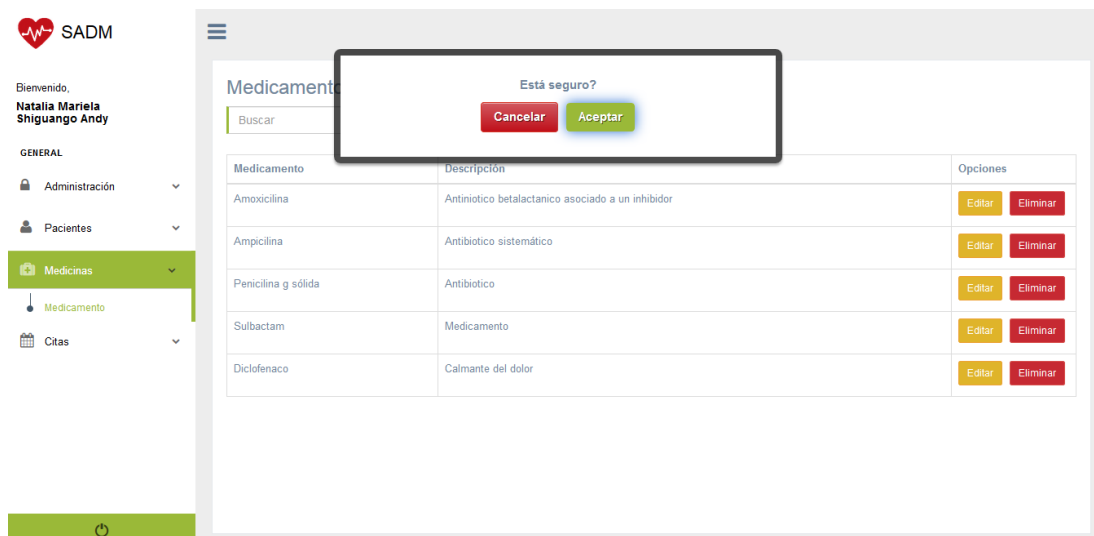 SADM
Bienvenido,
Natalia Mariela
Shiguango Andy
GENERAL
Administración
Pacientes
Medicinas
Medicamento
Citas
Está seguro?
Cancelar Aceptar
Medicamento
Buscar
Medicamento Descripción Opciones
Amoxicilina Antiniotico betalactanico asociado a un inhibidor Editar Eliminar
Ampicilina Antibiotico sistemático Editar Eliminar
Penicilina g sólida Antibiotico Editar Eliminar
Sulbactam Medicamento Editar Eliminar
Diclofenaco Calmante del dolor Editar Eliminar